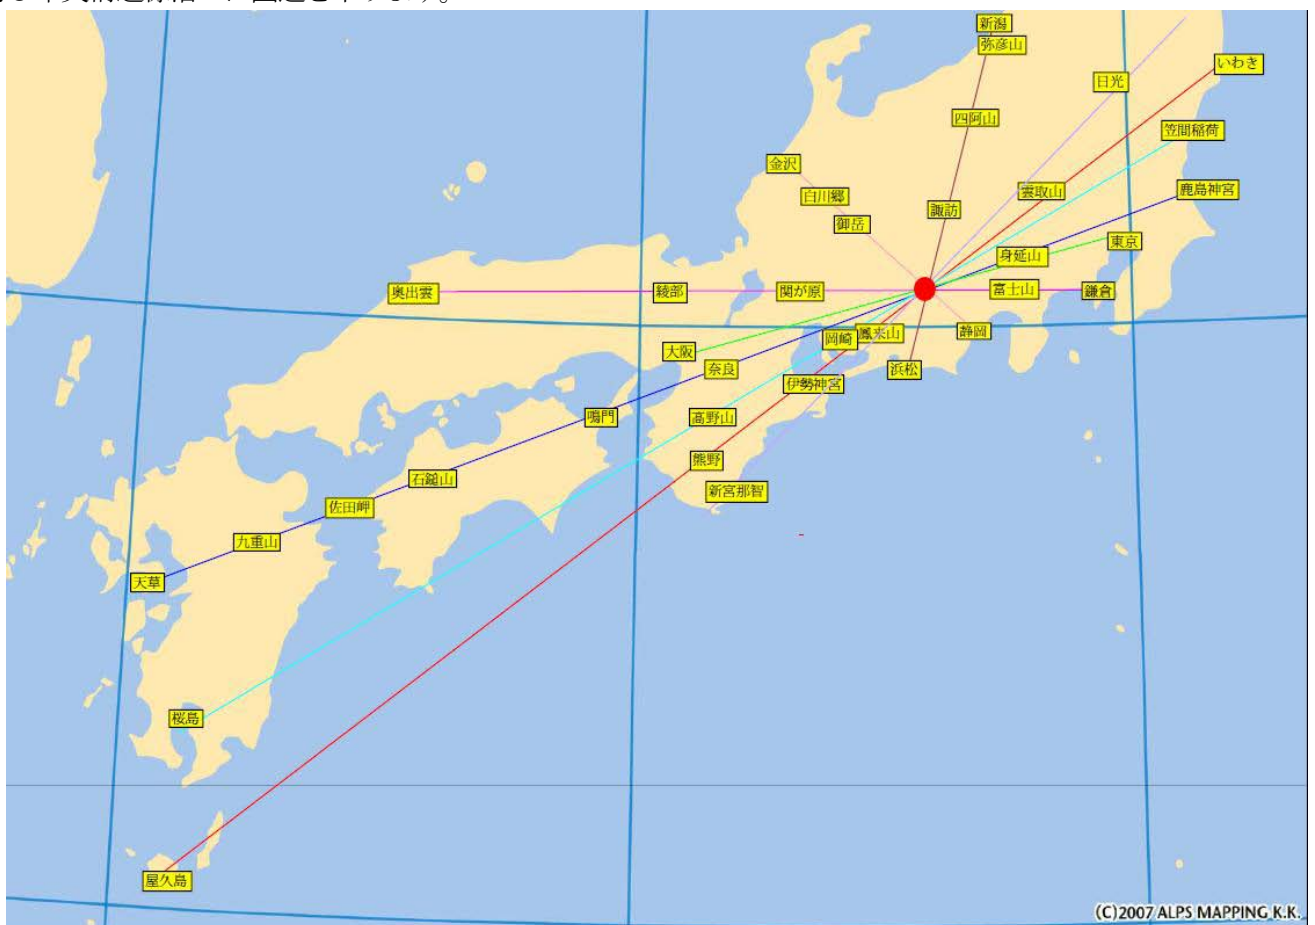 新潟
弥彦山
いわき
日光
四阿山
笠間稲荷
金沢
白川郷
雲取山
鹿島神宮
諏訪
御岳
東京
身延山
奥出雲
綾部
関が原
富士山
鎌倉
鳳来山
静岡
岡崎
大阪
奈良
浜松
伊勢神宮
鳴門
高野山
熊野
石鎚山
新宮那智
佐田岬
九重山
天草
桜島
屋久島
(C)2007 ALPS MAPPING K.K.